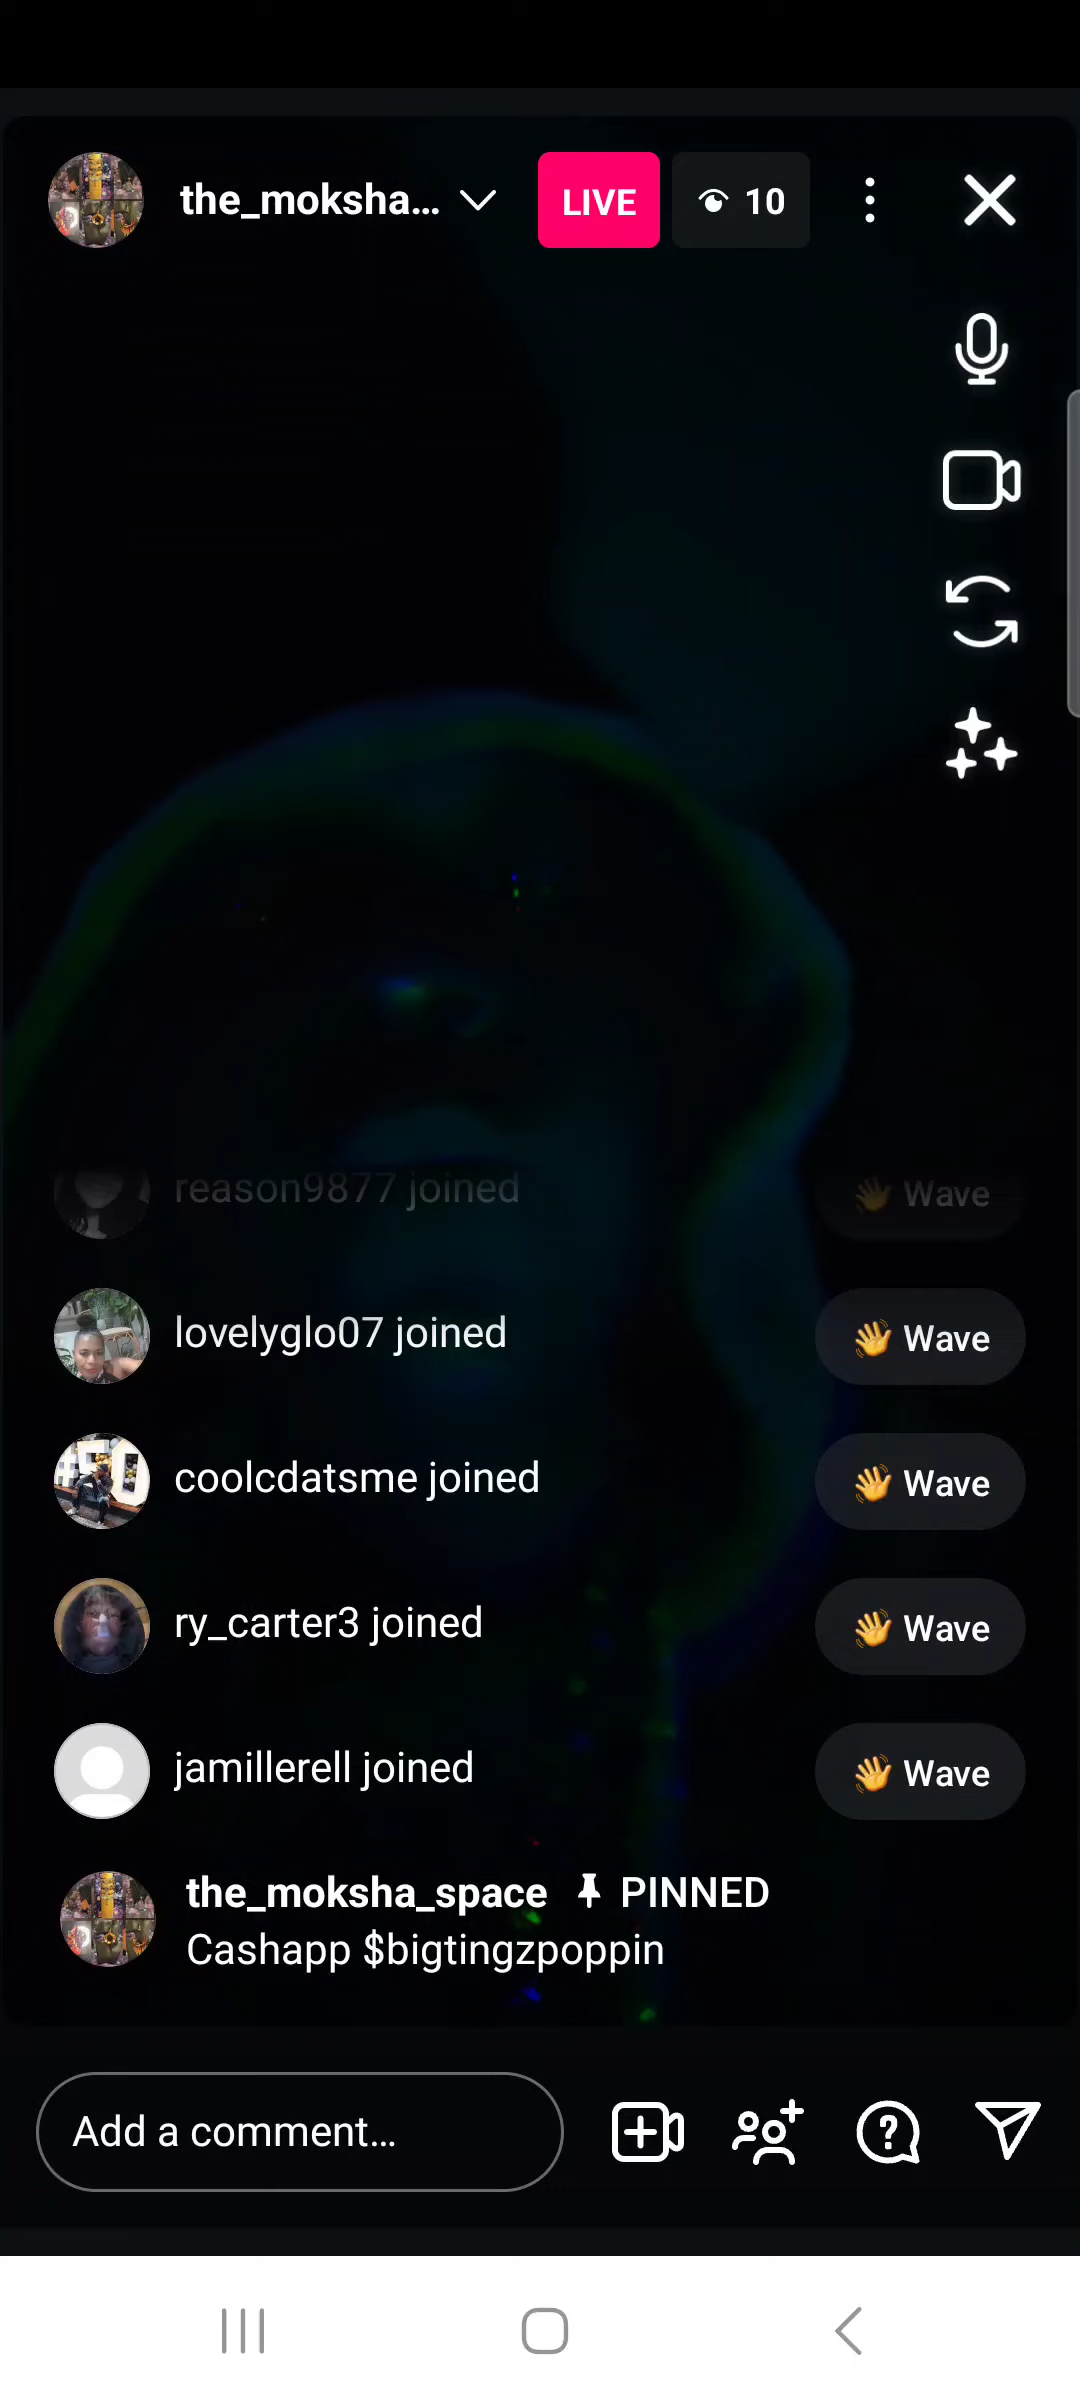 the_moksha...
LIVE
10
reason9877 joined
Wave
lovelyglo07 joined
Wave
coolcdatsme joined
Wave
ry_carter3 joined
Wave
jamillerell joined
Wave
the_moksha_space PINNED
Cashapp $bigtingzpoppin
Add a comment...